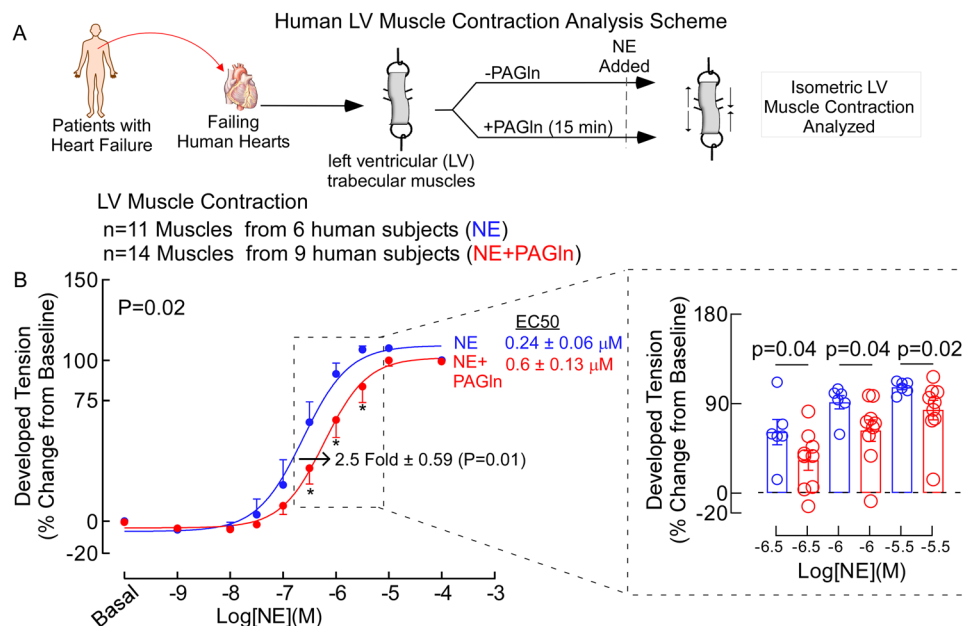 A
Human LV Muscle Contraction Analysis Scheme
NE
Added
-PAGln
+PAGln (15 min)
Patients with
Heart Failure
Failing
Human Hearts
left ventricular (LV)
trabecular muscles
Isometric LV
Muscle Contraction
Analyzed
LV Muscle Contraction
n=11 Muscles from 6 human subjects (NE)
n=14 Muscles from 9 human subjects (NE+PAGln)
B
Developed Tension
(% Change from Baseline)
150
100
75
0
-20
P=0.02
EC50
NE 0.24 ± 0.06 μM
NE+ 0.6 ± 0.13 μM
PAGln
*
*
2.5 Fold ± 0.59 (P=0.01)
*
Basal -9 -8 -7 -6 -5 -4 -3
Log[NE](M)
Developed Tension
(% Change from Baseline)
180
90
0
-20
p=0.04 p=0.04 p=0.02
-6.5 -6.5 -6 -6 -5.5 -5.5
Log[NE](M)